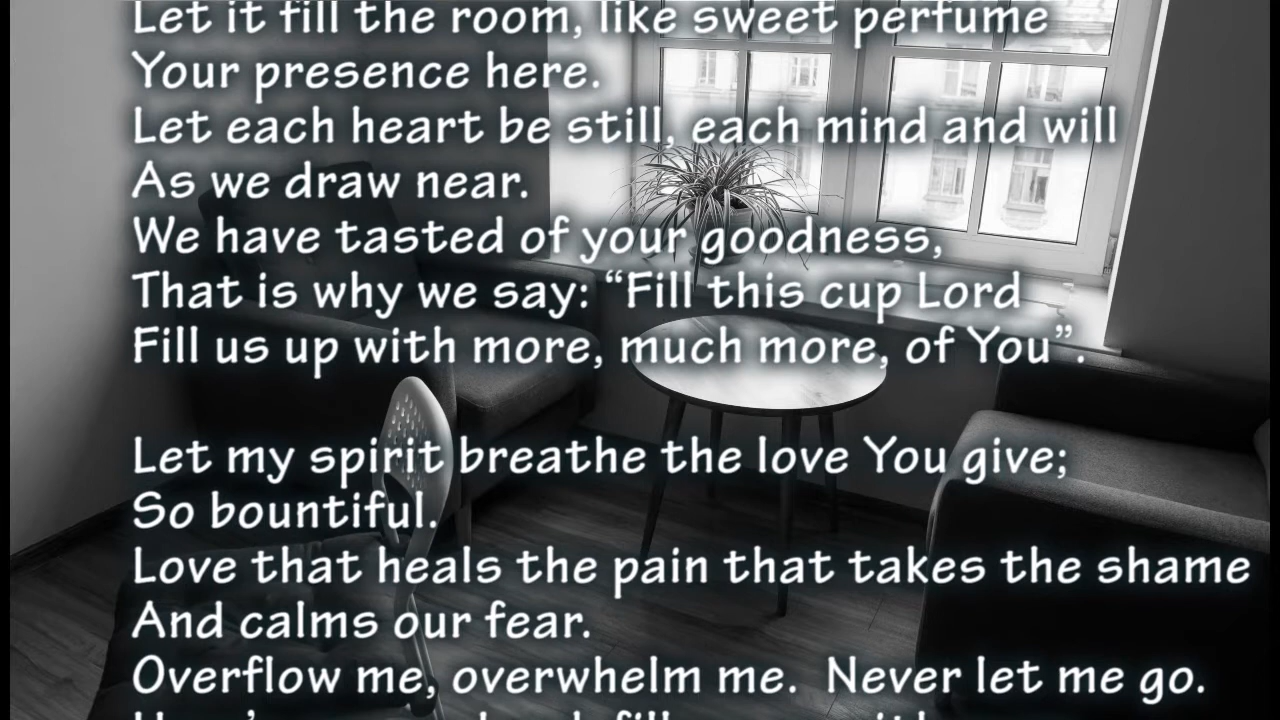 Let it fill the room, like sweet perfume
Your presence here.
Let each heart be still, each mind and will
As we draw near.
We have tasted of your goodness,
That is why we say: “Fill this cup Lord
Fill us up with more, much more, of You”.
Let my spirit breathe the love You give;
So bountiful.
Love that heals the pain that takes the shame
And calms our fear.
Overflow me, overwhelm me. Never let me go.